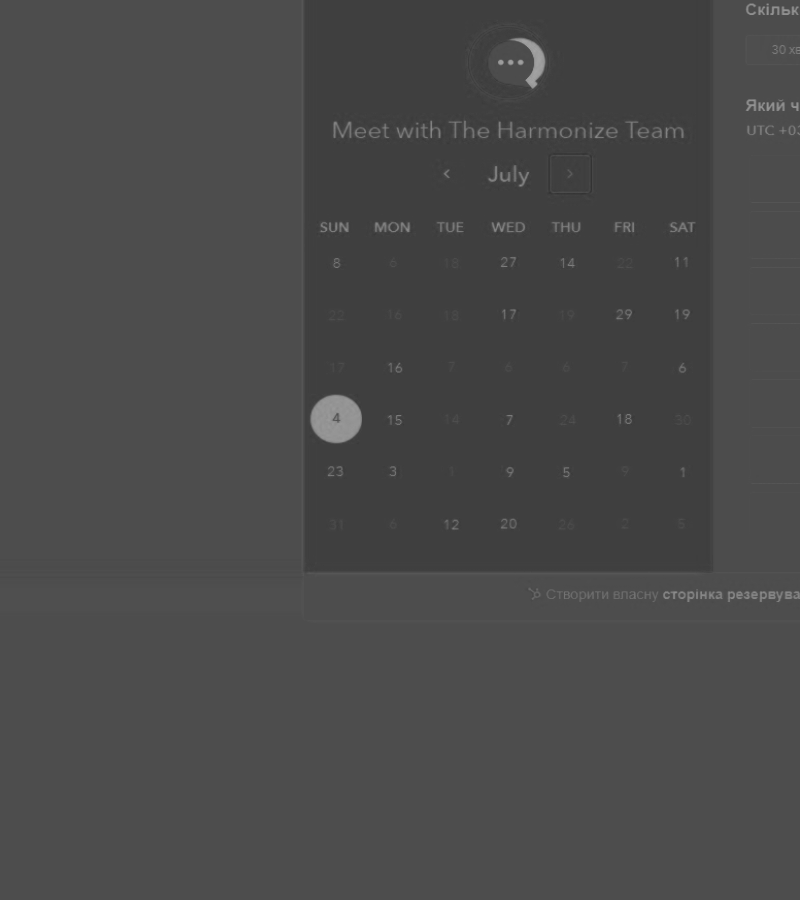 Скільк
30 хв
Meet with The Harmonize Team
Який ч
UTC +03
July
SUN MON TUE WED THU FRI SAT
8 6 18 27 14 22 11
22 16 18 17 19 29 19
17 16 7 6 6 7 6
4 15 14 7 24 18 30
23 3 1 9 5 9 1
31 6 12 20 26 2 5
Створити власну сторінка резервува